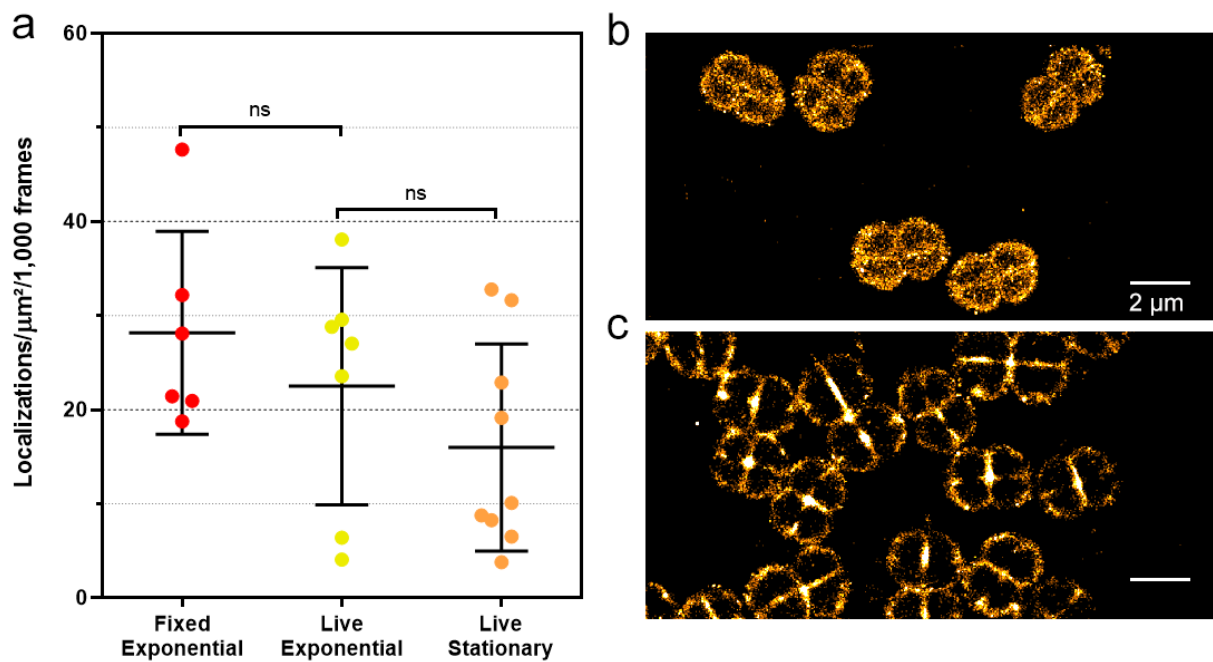 a
60
40
20
0
Localizations/μm²/1,000 frames
ns
ns
Fixed
Exponential
Live
Exponential
Live
Stationary
b
2 μm
c